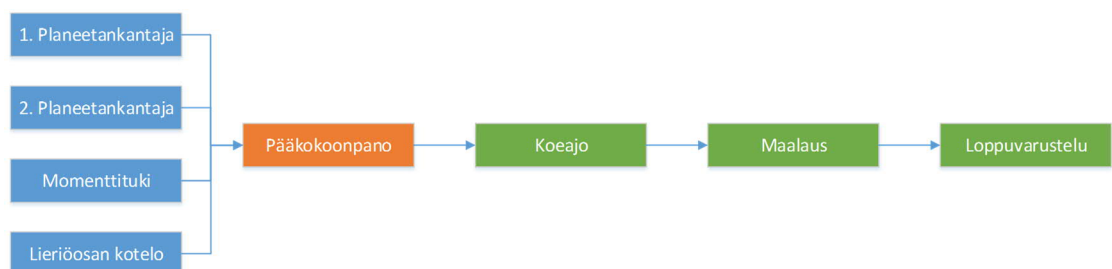 1. Planeetankantaja
2. Planeetankantaja
Momenttituki
Lieriöosan kotelo
Pääkokoonpano
Koeajo
Maalaus
Loppuvarustelu